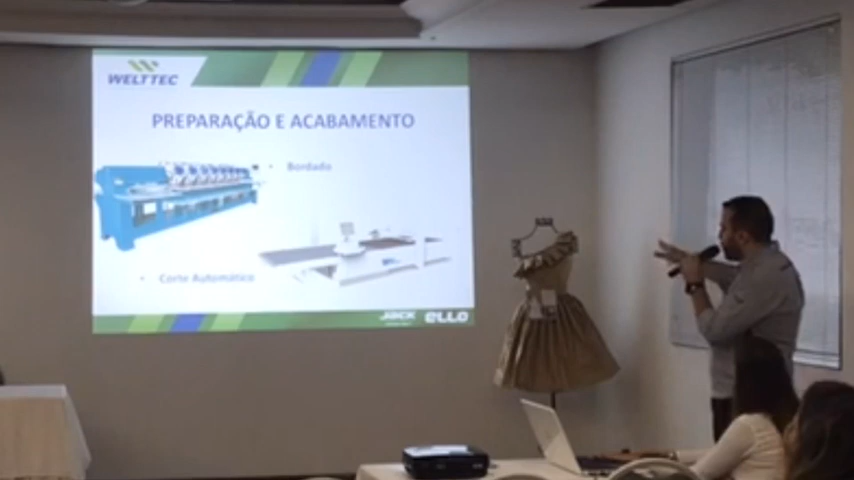 WELTTEC
PREPARAÇÃO E ACABAMENTO
• Bordado
• Corte Automático
JACK
ELLO